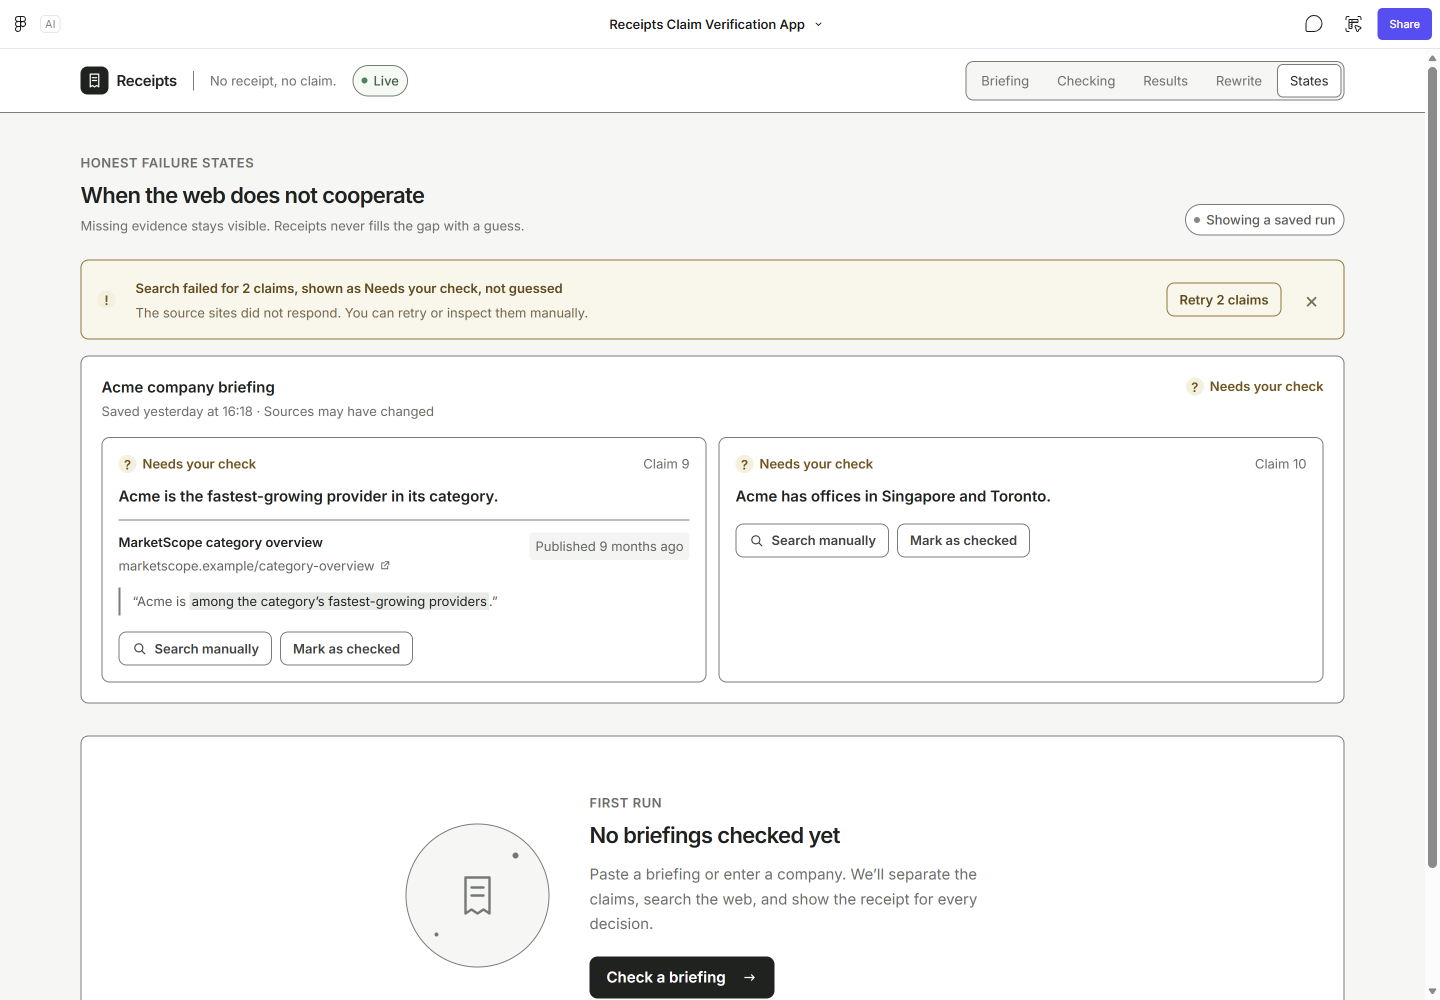 AI
Receipts Claim Verification App
Share
Receipts
No receipt, no claim.
Live
Briefing
Checking
Results
Rewrite
States
HONEST FAILURE STATES
When the web does not cooperate
Missing evidence stays visible. Receipts never fills the gap with a guess.
Showing a saved run
!
Search failed for 2 claims, shown as Needs your check, not guessed
The source sites did not respond. You can retry or inspect them manually.
Retry 2 claims
Acme company briefing
Saved yesterday at 16:18 · Sources may have changed
? Needs your check
? Needs your check
Claim 9
Acme is the fastest-growing provider in its category.
MarketScope category overview
marketscope.example/category-overview
Published 9 months ago
“Acme is among the category’s fastest-growing providers.”
Search manually
Mark as checked
? Needs your check
Claim 10
Acme has offices in Singapore and Toronto.
Search manually
Mark as checked
FIRST RUN
No briefings checked yet
Paste a briefing or enter a company. We’ll separate the
claims, search the web, and show the receipt for every
decision.
Check a briefing →